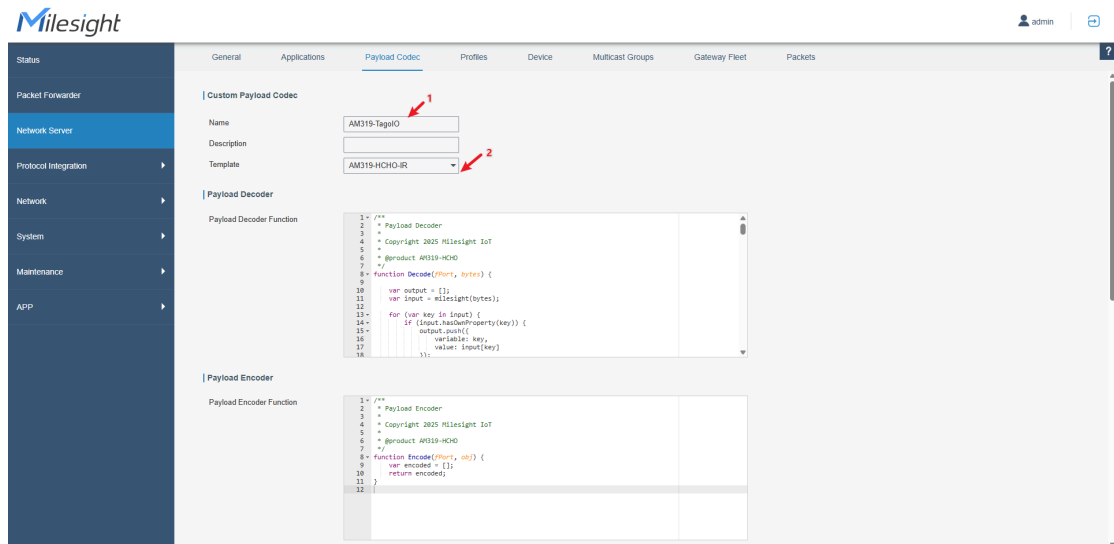 Milesight
admin
Status
Packet Forwarder
Network Server
Protocol Integration
Network
System
Maintenance
APP
General Applications Payload Codec Profiles Device Multicast Groups Gateway Fleet Packets
?
Custom Payload Codec
1
Name AM319-TagoIO
Description
2
Template AM319-HCHO-IR
Payload Decoder
Payload Decoder Function
1 /**
2 * Payload Decoder
3 *
4 * Copyright 2025 Milesight IoT
5 *
6 * @product AM319-HCHO
7 */
8 function Decode(fPort, bytes) {
9
10 var output = [];
11 var input = milesight(bytes);
12
13 for (var key in input) {
14 if (input.hasOwnProperty(key)) {
15 output.push({
16 variable: key,
17 value: input[key]
18 });
Payload Encoder
Payload Encoder Function
1 /**
2 * Payload Encoder
3 *
4 * Copyright 2025 Milesight IoT
5 *
6 * @product AM319-HCHO
7 */
8 function Encode(fPort, obj) {
9 var encoded = [];
10 return encoded;
11 }
12